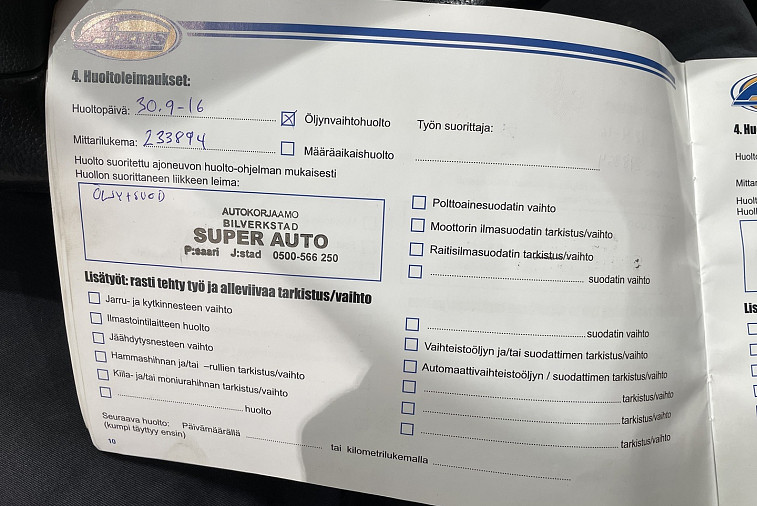 4. Huoltoleimaukset:
Huoltopäivä: 30.9-16
Öljynvaihtohuolto
Työn suorittaja:
Mittarilukema: 233894
Määräaikaishuolto
Huolto suoritettu ajoneuvon huolto-ohjelman mukaisesti
Huollon suorittaneen liikkeen leima:
ÖLJY+SUOD
AUTOKORJAAMO
BILVERKSTAD
SUPER AUTO
P:saari J:stad 0500-566 250
Polttoainesuodatin vaihto
Moottorin ilmasuodatin tarkistus/vaihto
Raitisilmasuodatin tarkistus/vaihto
suodatin vaihto
Lisätyöt: rasti tehty työ ja alleviivaa tarkistus/vaihto
Jarru- ja kytkinnesteen vaihto
Ilmastointilaitteen huolto
Jäähdytysnesteen vaihto
Hammashihnan ja/tai –rullien tarkistus/vaihto
Kiila- ja/tai moniurahihnan tarkistus/vaihto
huolto
suodatin vaihto
Vaihteistoöljyn ja/tai suodattimen tarkistus/vaihto
Automaattivaihteistoöljyn / suodattimen tarkistus/vaihto
tarkistus/vaihto
tarkistus/vaihto
tarkistus/vaihto
Seuraava huolto: Päivämäärällä
tai kilometrilukemalla
(kumpi täyttyy ensin)
10
4. Hu
Huolto
Mittar
Huolt
Huol
Lis